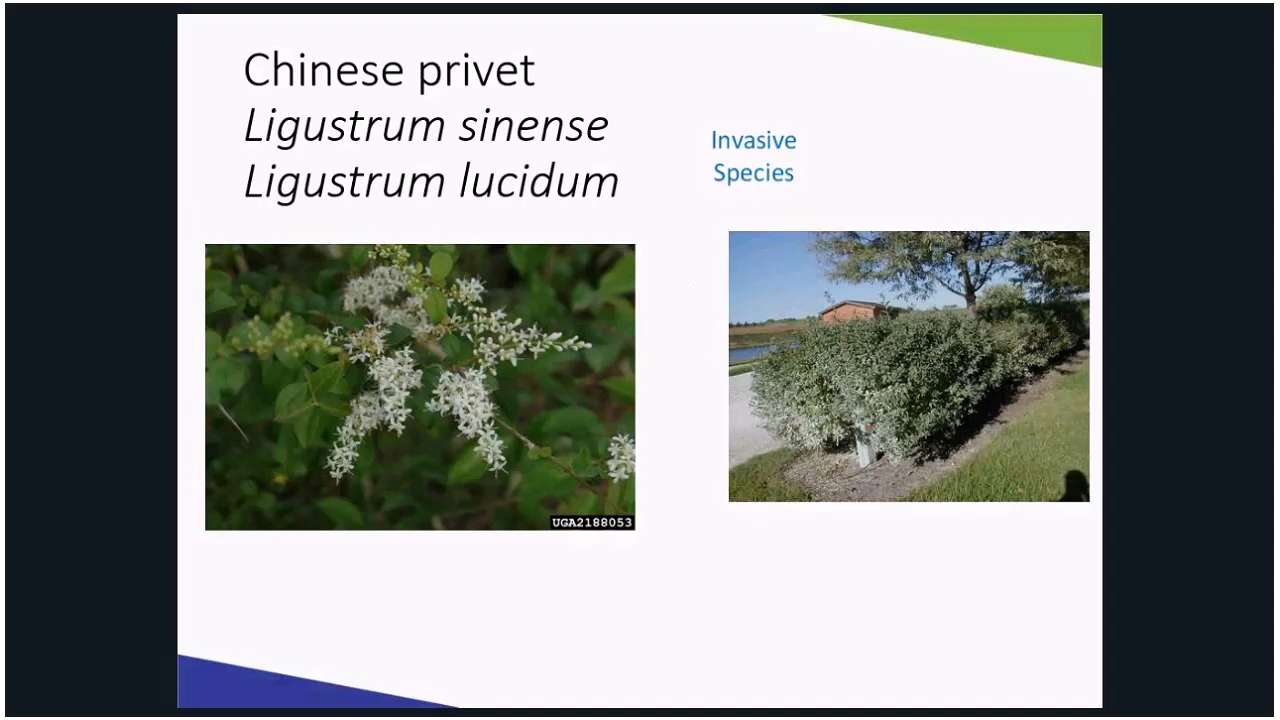 Chinese privet
Ligustrum sinense
Ligustrum lucidum
Invasive
Species
UGA2188053